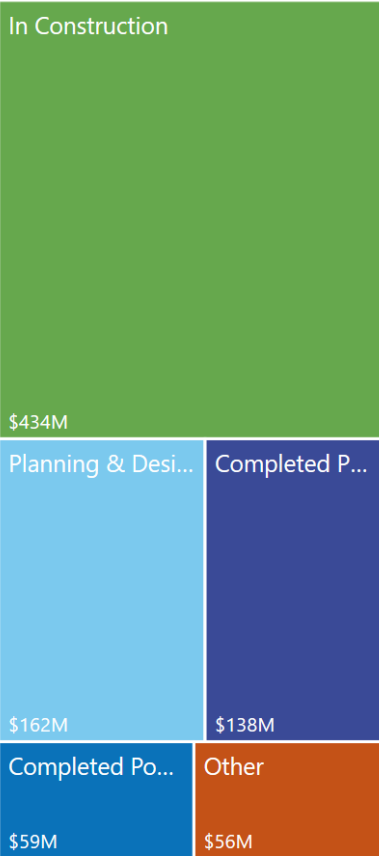 In Construction
$434M
Planning & Desi...
Completed P...
$162M
$138M
Completed Po...
Other
$59M
$56M